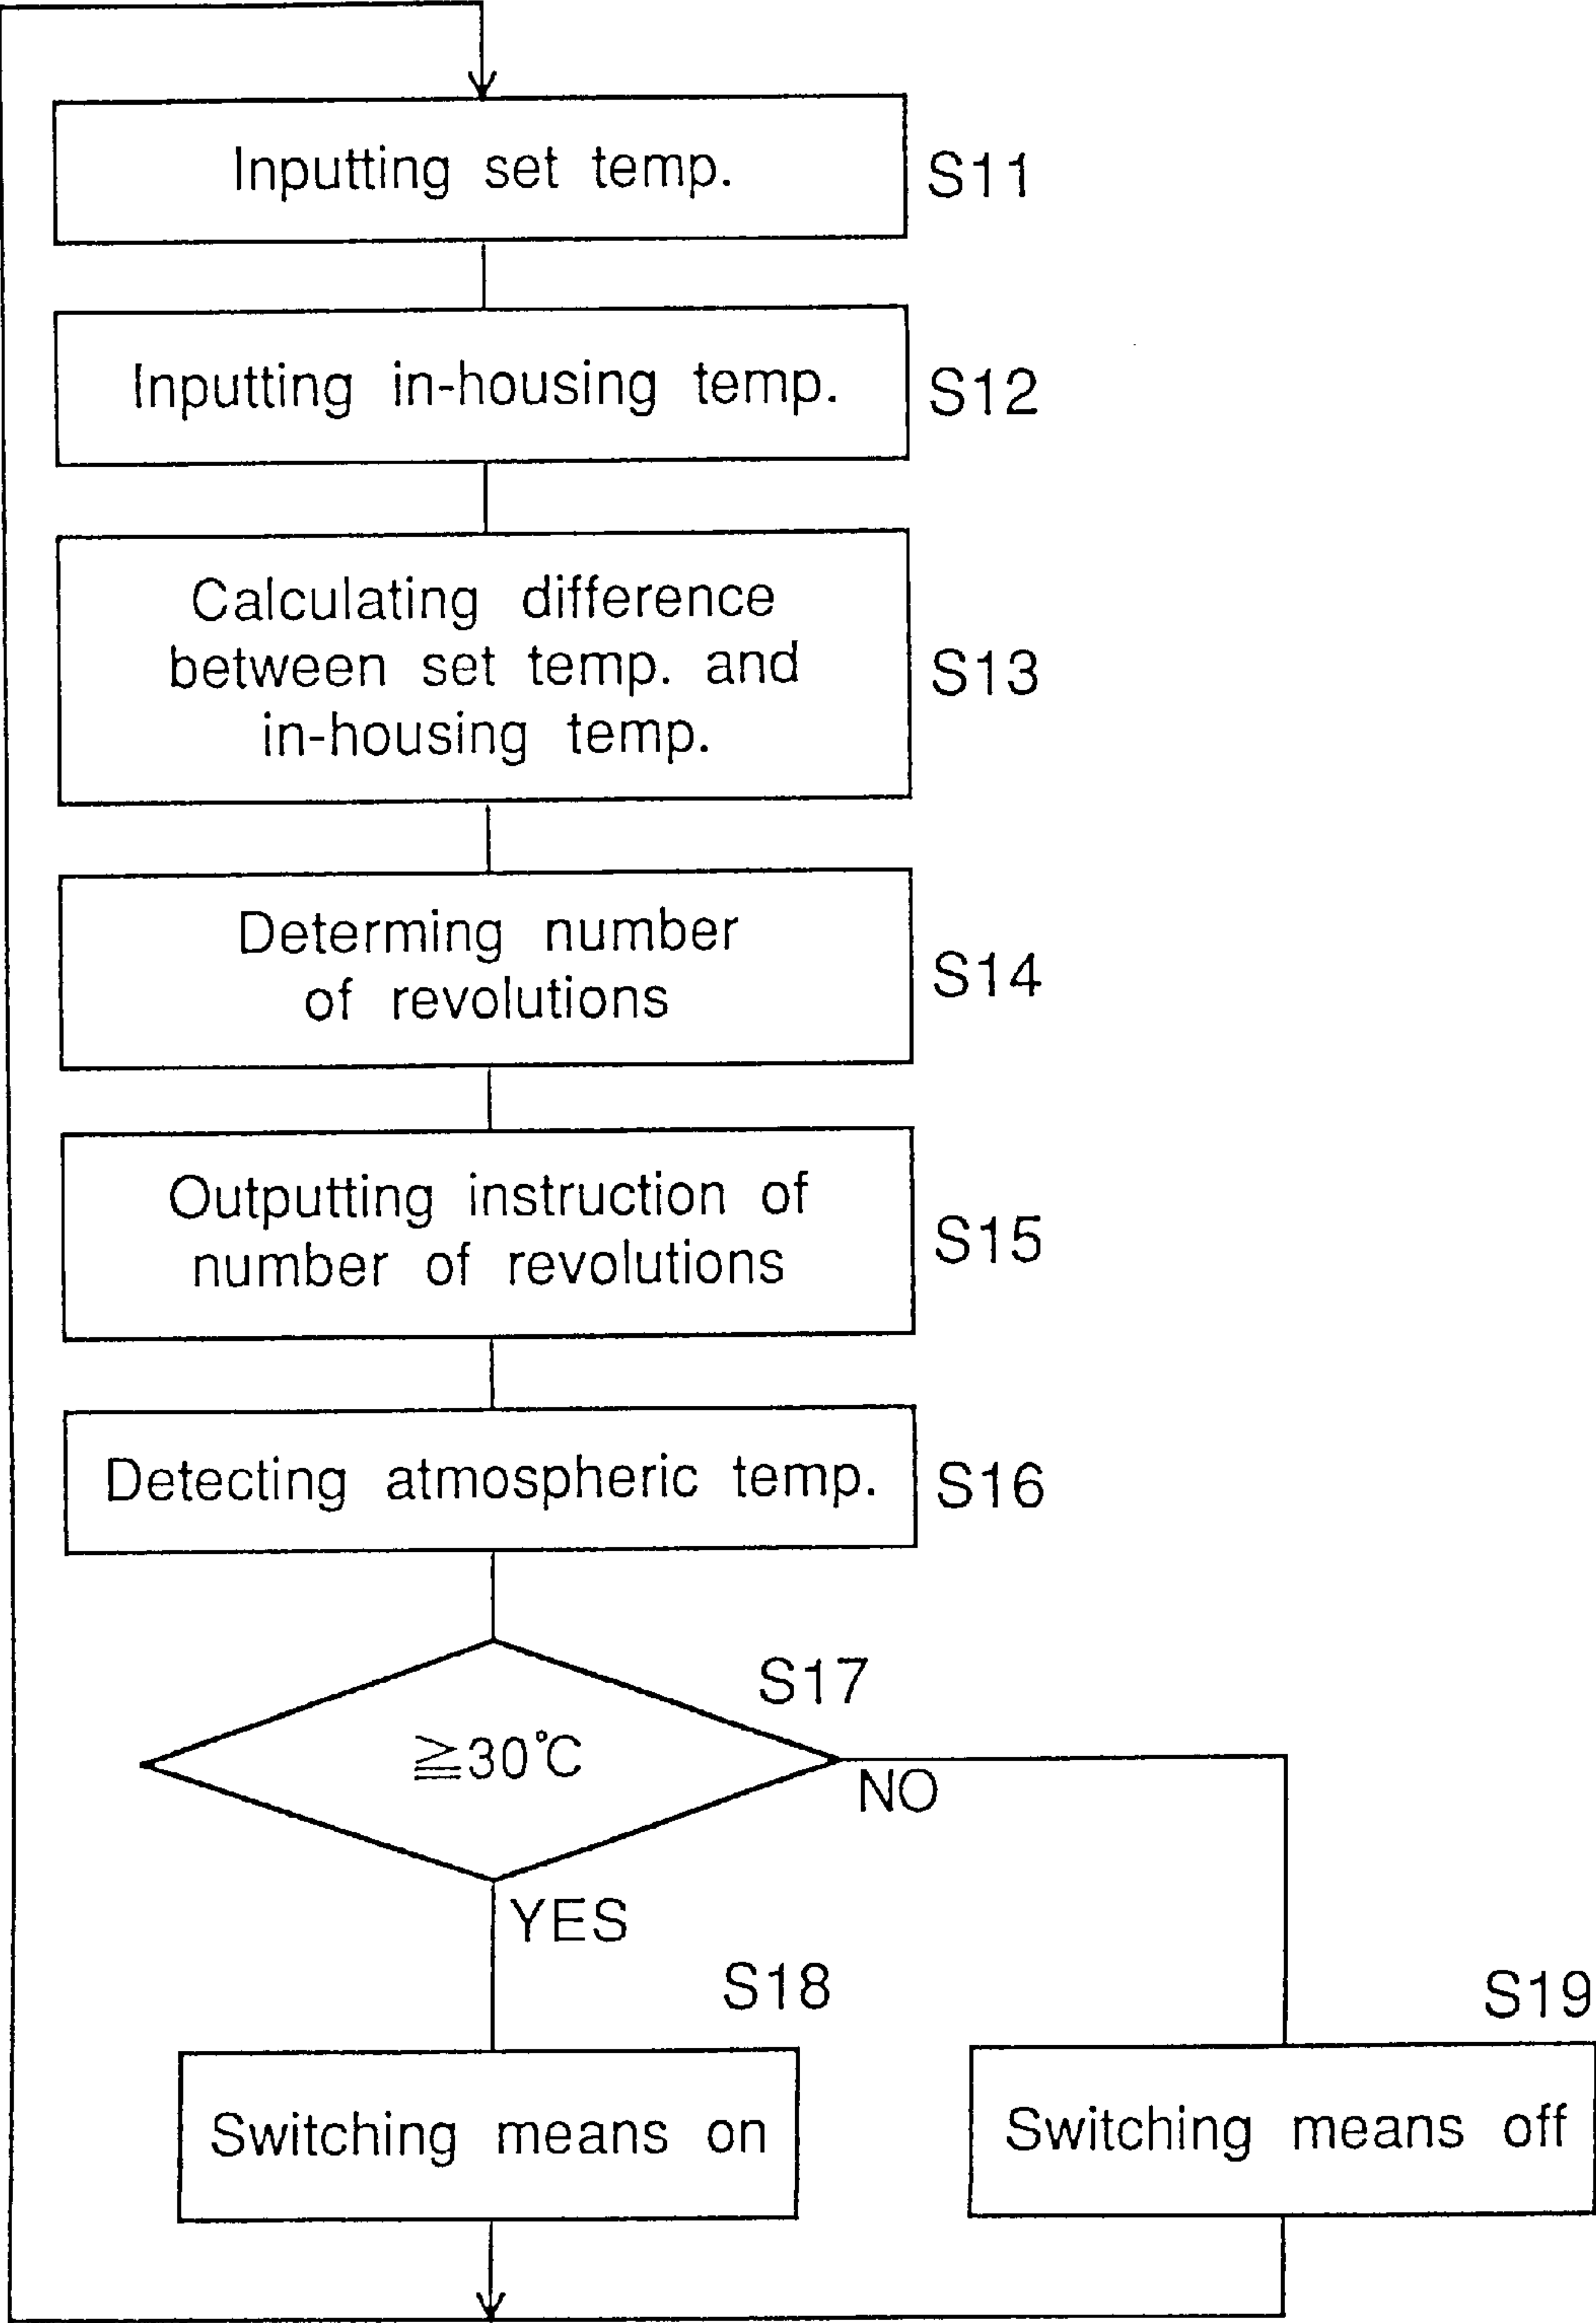 Inputting set temp.
S11
Inputting in-housing temp.
S12
Calculating difference
between set temp. and
in-housing temp.
S13
Determing number
of revolutions
S14
Outputting instruction of
number of revolutions
S15
Detecting atmospheric temp.
S16
S17
≧30℃
NO
YES
S18
Switching means on
S19
Switching means off